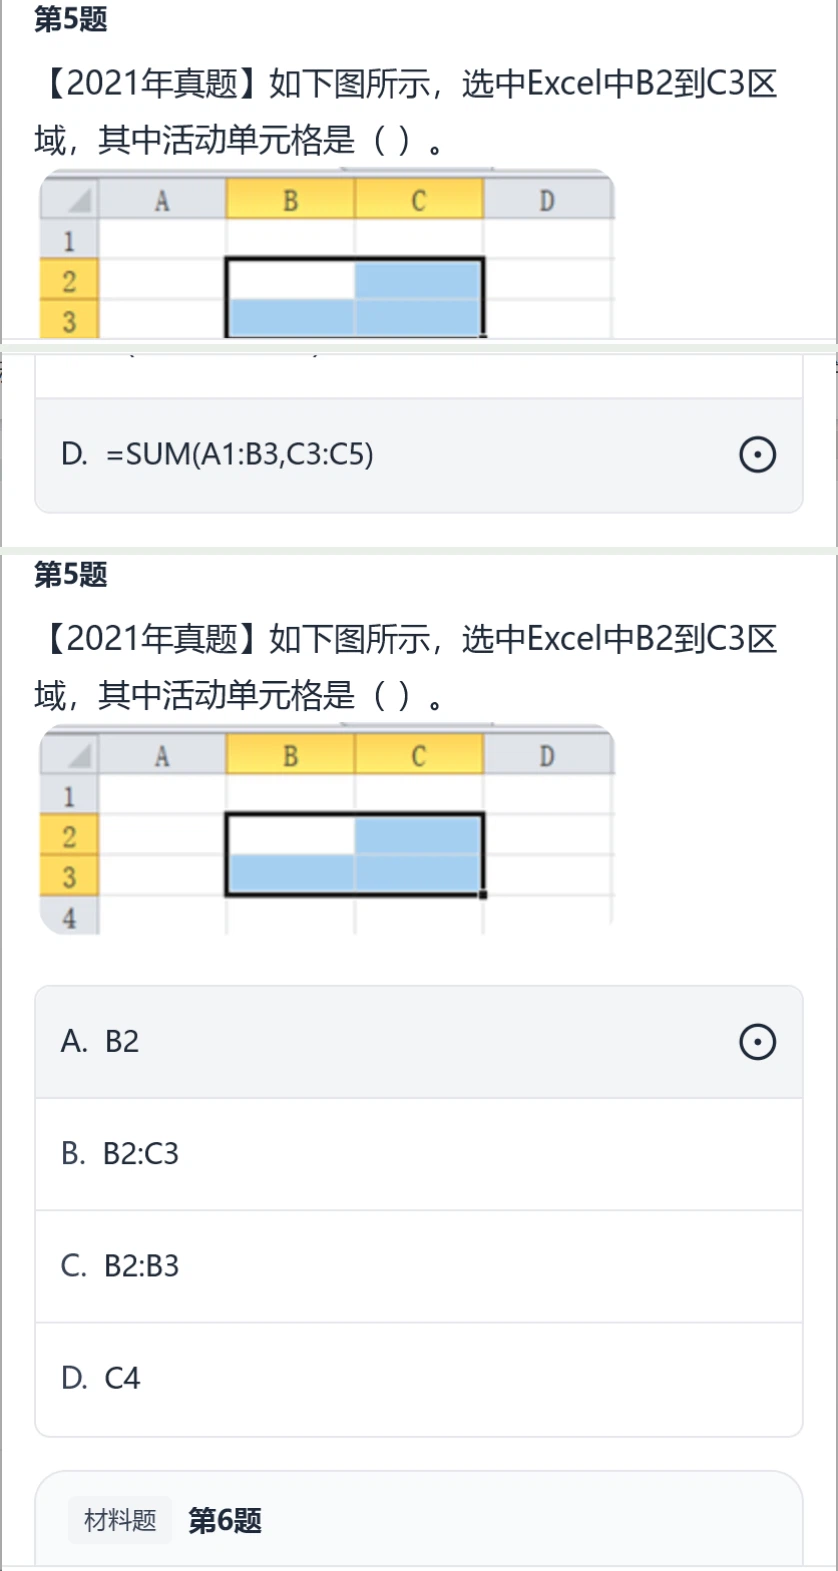 第5题
【2021年真题】如下图所示，选中Excel中B2到C3区
域，其中活动单元格是（ ）。
A B C D
1
2
3
D. =SUM(A1:B3,C3:C5)
第5题
【2021年真题】如下图所示，选中Excel中B2到C3区
域，其中活动单元格是（ ）。
A B C D
1
2
3
4
A. B2
B. B2:C3
C. B2:B3
D. C4
材料题 第6题